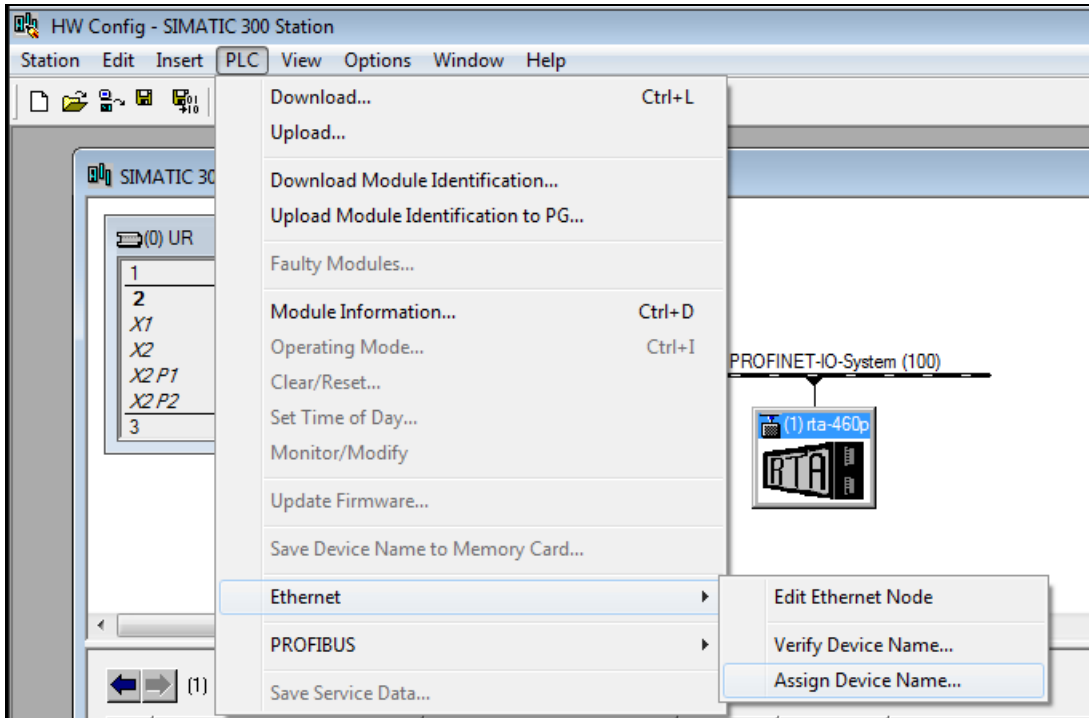 HW Config - SIMATIC 300 Station
Station Edit Insert PLC View Options Window Help
Download... Ctrl+L
Upload...
Download Module Identification...
Upload Module Identification to PG...
Faulty Modules...
Module Information... Ctrl+D
Operating Mode... Ctrl+I
Clear/Reset...
Set Time of Day...
Monitor/Modify
Update Firmware...
Save Device Name to Memory Card...
Ethernet
PROFIBUS
Save Service Data...
Edit Ethernet Node
Verify Device Name...
Assign Device Name...
SIMATIC 30
(0) UR
1
2
X1
X2
X2 P1
X2 P2
3
PROFINET-IO-System (100)
(1) rta-460p
RTA
(1)